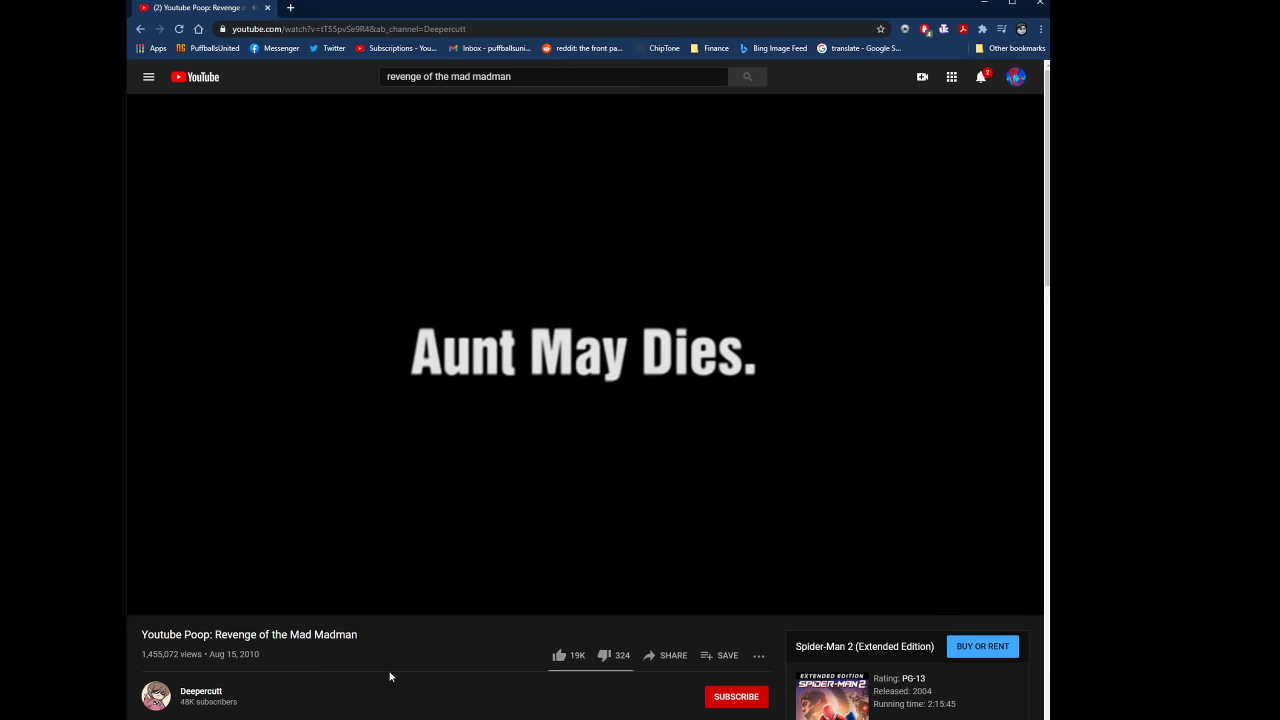 (2) Youtube Poop: Revenge o
youtube.com/watch?v=tT55pvSe9R4&ab_channel=Deepercutt
Apps PuffballsUnited Messenger Twitter Subscriptions - You... Inbox - puffballsuni... reddit: the front pa... ChipTone Finance Bing Image Feed translate - Google S... Other bookmarks
YouTube revenge of the mad madman 2
Aunt May Dies.
Youtube Poop: Revenge of the Mad Madman
1,455,072 views • Aug 15, 2010
19K 324 SHARE SAVE
Deepercutt
48K subscribers
SUBSCRIBE
Spider-Man 2 (Extended Edition) BUY OR RENT
EXTENDED EDITION
SPIDER-MAN 2
Rating: PG-13
Released: 2004
Running time: 2:15:45